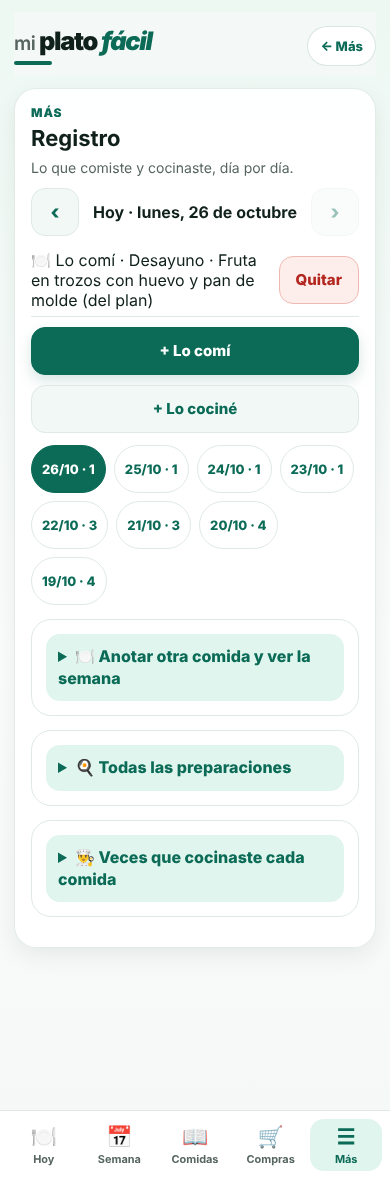 mi plato fácil
← Más
MÁS
Registro
Lo que comiste y cocinaste, día por día.
‹
Hoy · lunes, 26 de octubre
›
🍽️ Lo comí · Desayuno · Fruta
en trozos con huevo y pan de
molde (del plan)
Quitar
+ Lo comí
+ Lo cociné
26/10 · 1
25/10 · 1
24/10 · 1
23/10 · 1
22/10 · 3
21/10 · 3
20/10 · 4
19/10 · 4
▶ 🍽️ Anotar otra comida y ver la
semana
▶ 🍳 Todas las preparaciones
▶ 👨‍🍳 Veces que cocinaste cada
comida
Hoy
Semana
Comidas
Compras
Más